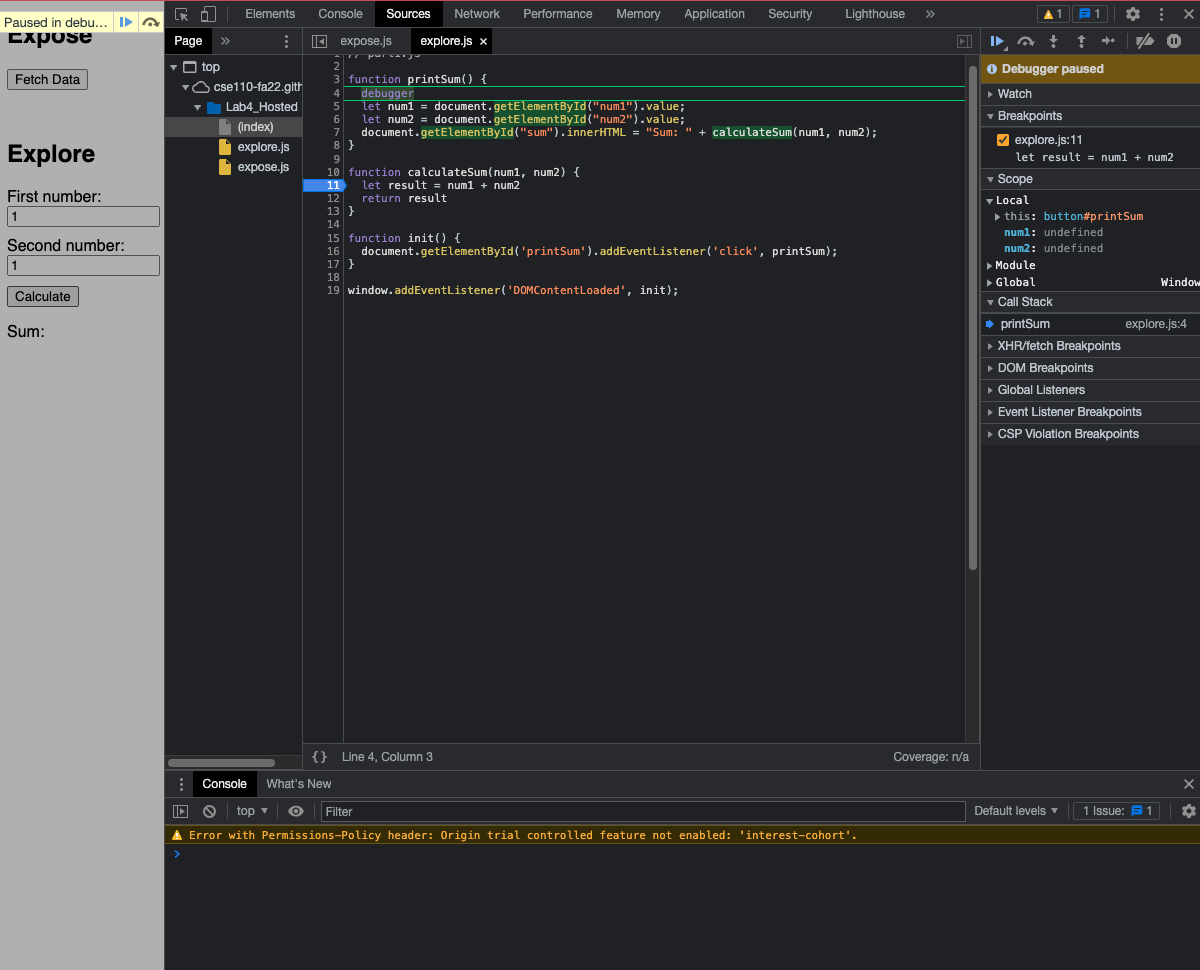 Paused in debu...
Expose
Fetch Data
Explore
First number:
1
Second number:
1
Calculate
Sum:
Elements Console Sources Network Performance Memory Application Security Lighthouse » 1 1
Page »
top
cse110-fa22.gith
Lab4_Hosted
(index)
explore.js
expose.js
expose.js explore.js ×
1 // part1.js
2
3 function printSum() {
4 debugger
5 let num1 = document.getElementById("num1").value;
6 let num2 = document.getElementById("num2").value;
7 document.getElementById("sum").innerHTML = "Sum: " + calculateSum(num1, num2);
8 }
9
10 function calculateSum(num1, num2) {
11 let result = num1 + num2
12 return result
13 }
14
15 function init() {
16 document.getElementById('printSum').addEventListener('click', printSum);
17 }
18
19 window.addEventListener('DOMContentLoaded', init);
{} Line 4, Column 3 Coverage: n/a
Debugger paused
Watch
Breakpoints
explore.js:11
let result = num1 + num2
Scope
Local
this: button#printSum
num1: undefined
num2: undefined
Module
Global Window
Call Stack
printSum explore.js:4
XHR/fetch Breakpoints
DOM Breakpoints
Global Listeners
Event Listener Breakpoints
CSP Violation Breakpoints
Console What's New
top Filter Default levels 1 Issue: 1
Error with Permissions-Policy header: Origin trial controlled feature not enabled: 'interest-cohort'.